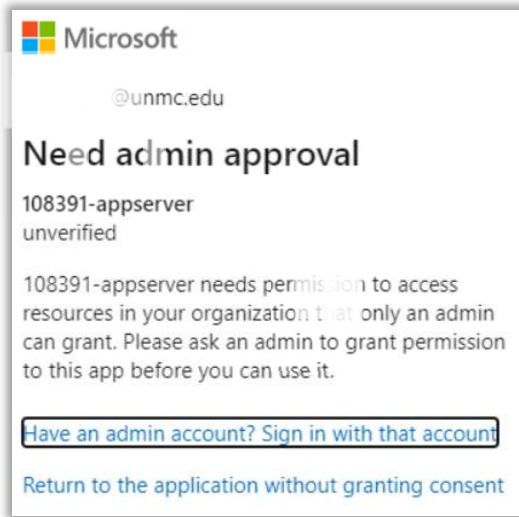 Microsoft
@unmc.edu
Need admin approval
108391-appserver
unverified
108391-appserver needs permission to access
resources in your organization that only an admin
can grant. Please ask an admin to grant permission
to this app before you can use it.
Have an admin account? Sign in with that account
Return to the application without granting consent